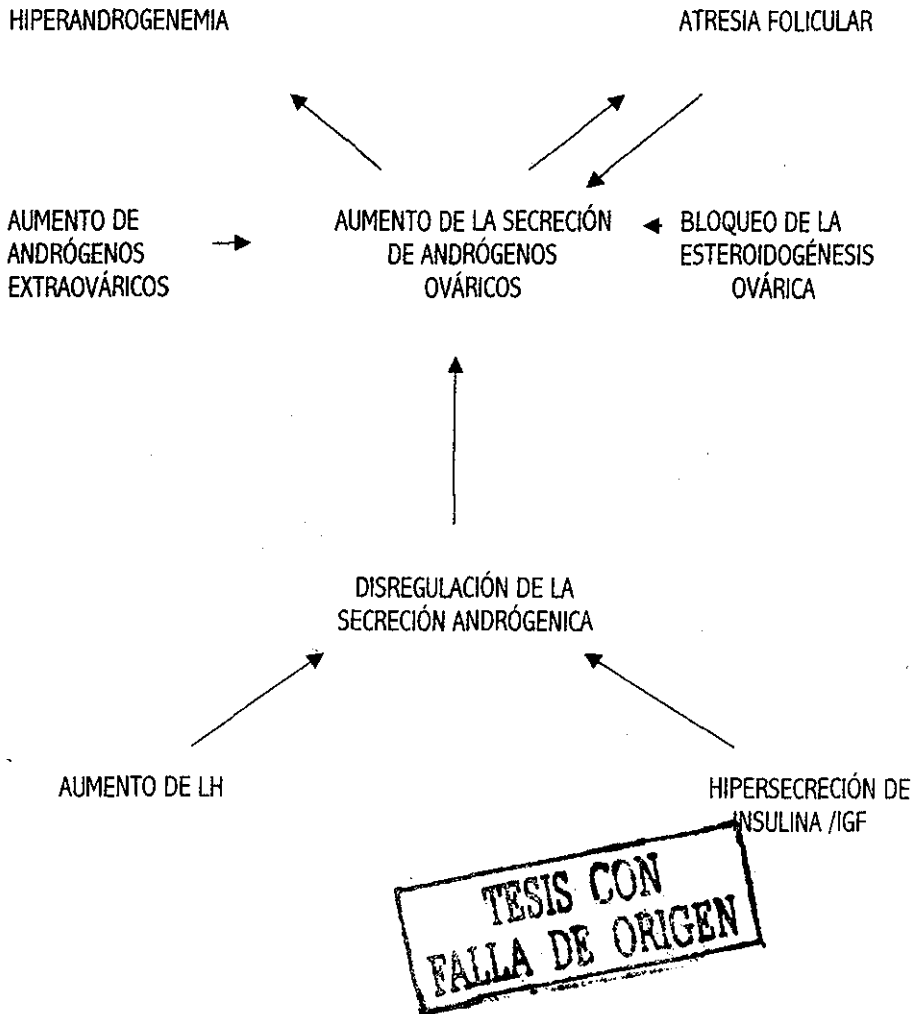 HIPERANDROGENEMIA
ATRESIA FOLICULAR
AUMENTO DE
ANDRÓGENOS
EXTRAOVÁRICOS
AUMENTO DE LA SECRECIÓN
DE ANDRÓGENOS
OVÁRICOS
BLOQUEO DE LA
ESTEROIDOGÉNESIS
OVÁRICA
DISREGULACIÓN DE LA
SECRECIÓN ANDRÓGENICA
AUMENTO DE LH
HIPERSECRECIÓN DE
INSULINA /IGF
TESIS CON
FALLA DE ORIGEN